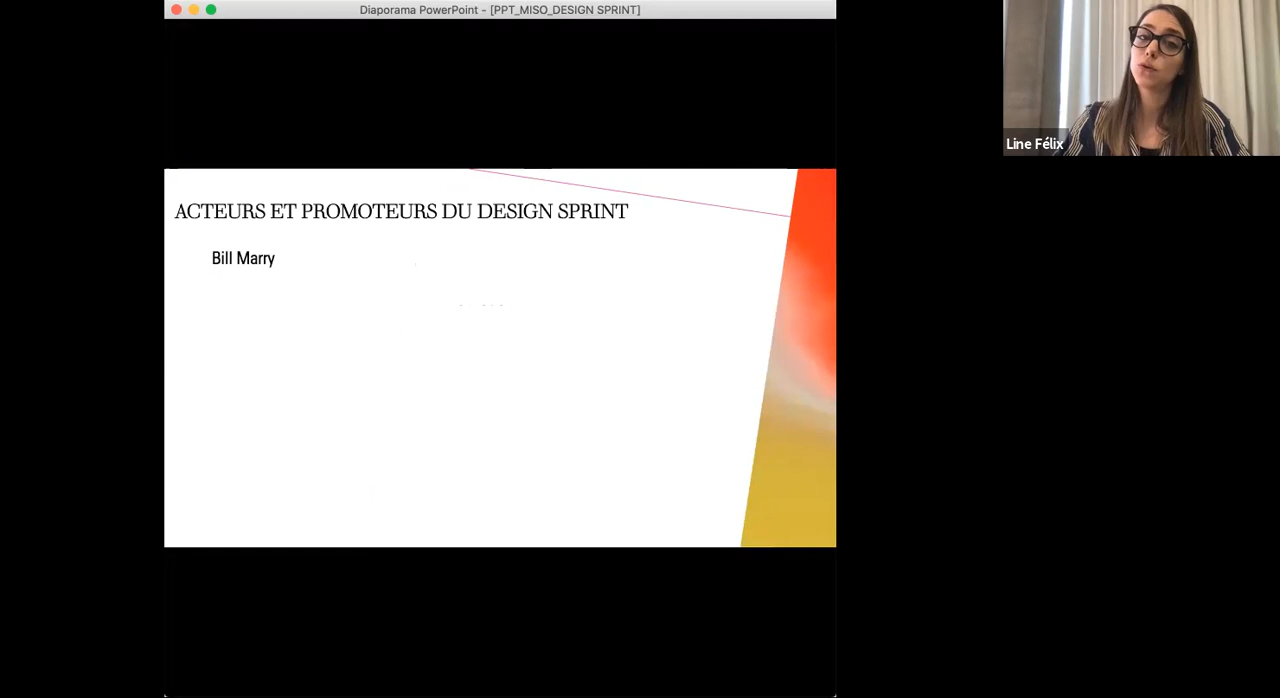 Diaporama PowerPoint - [PPT_MISO_DESIGN SPRINT]
Line Félix
ACTEURS ET PROMOTEURS DU DESIGN SPRINT
Bill Marry